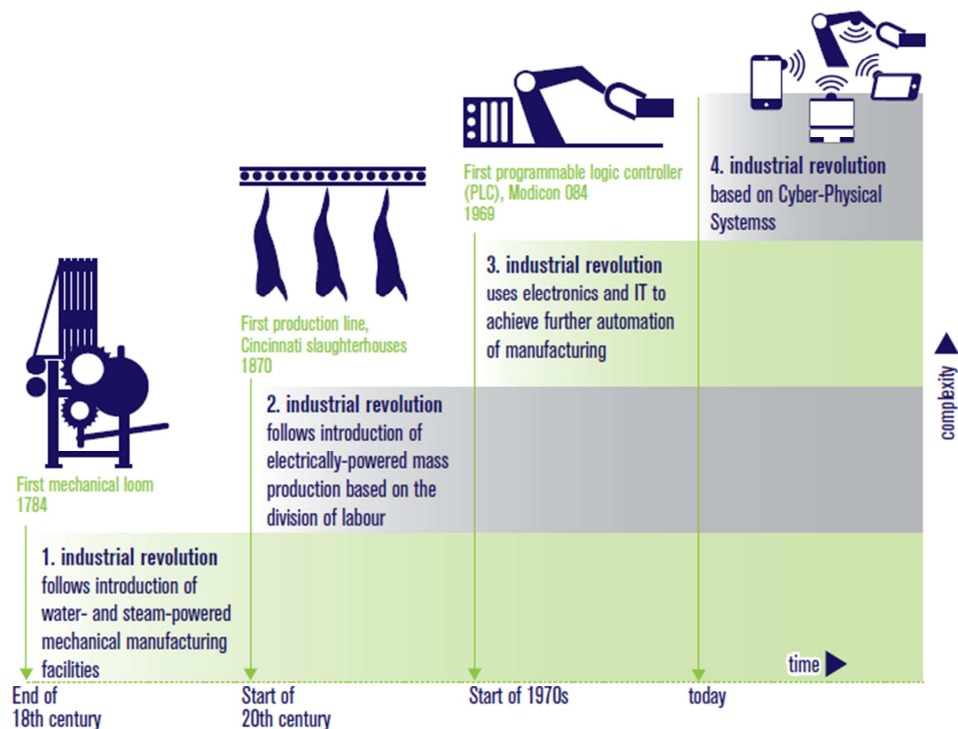 First mechanical loom
1784
First production line,
Cincinnati slaughterhouses
1870
First programmable logic controller
(PLC), Modicon 084
1969
4. industrial revolution
based on Cyber-Physical
Systemss
3. industrial revolution
uses electronics and IT to
achieve further automation
of manufacturing
2. industrial revolution
follows introduction of
electrically-powered mass
production based on the
division of labour
1. industrial revolution
follows introduction of
water- and steam-powered
mechanical manufacturing
facilities
complexity
time
End of
18th century
Start of
20th century
Start of 1970s
today